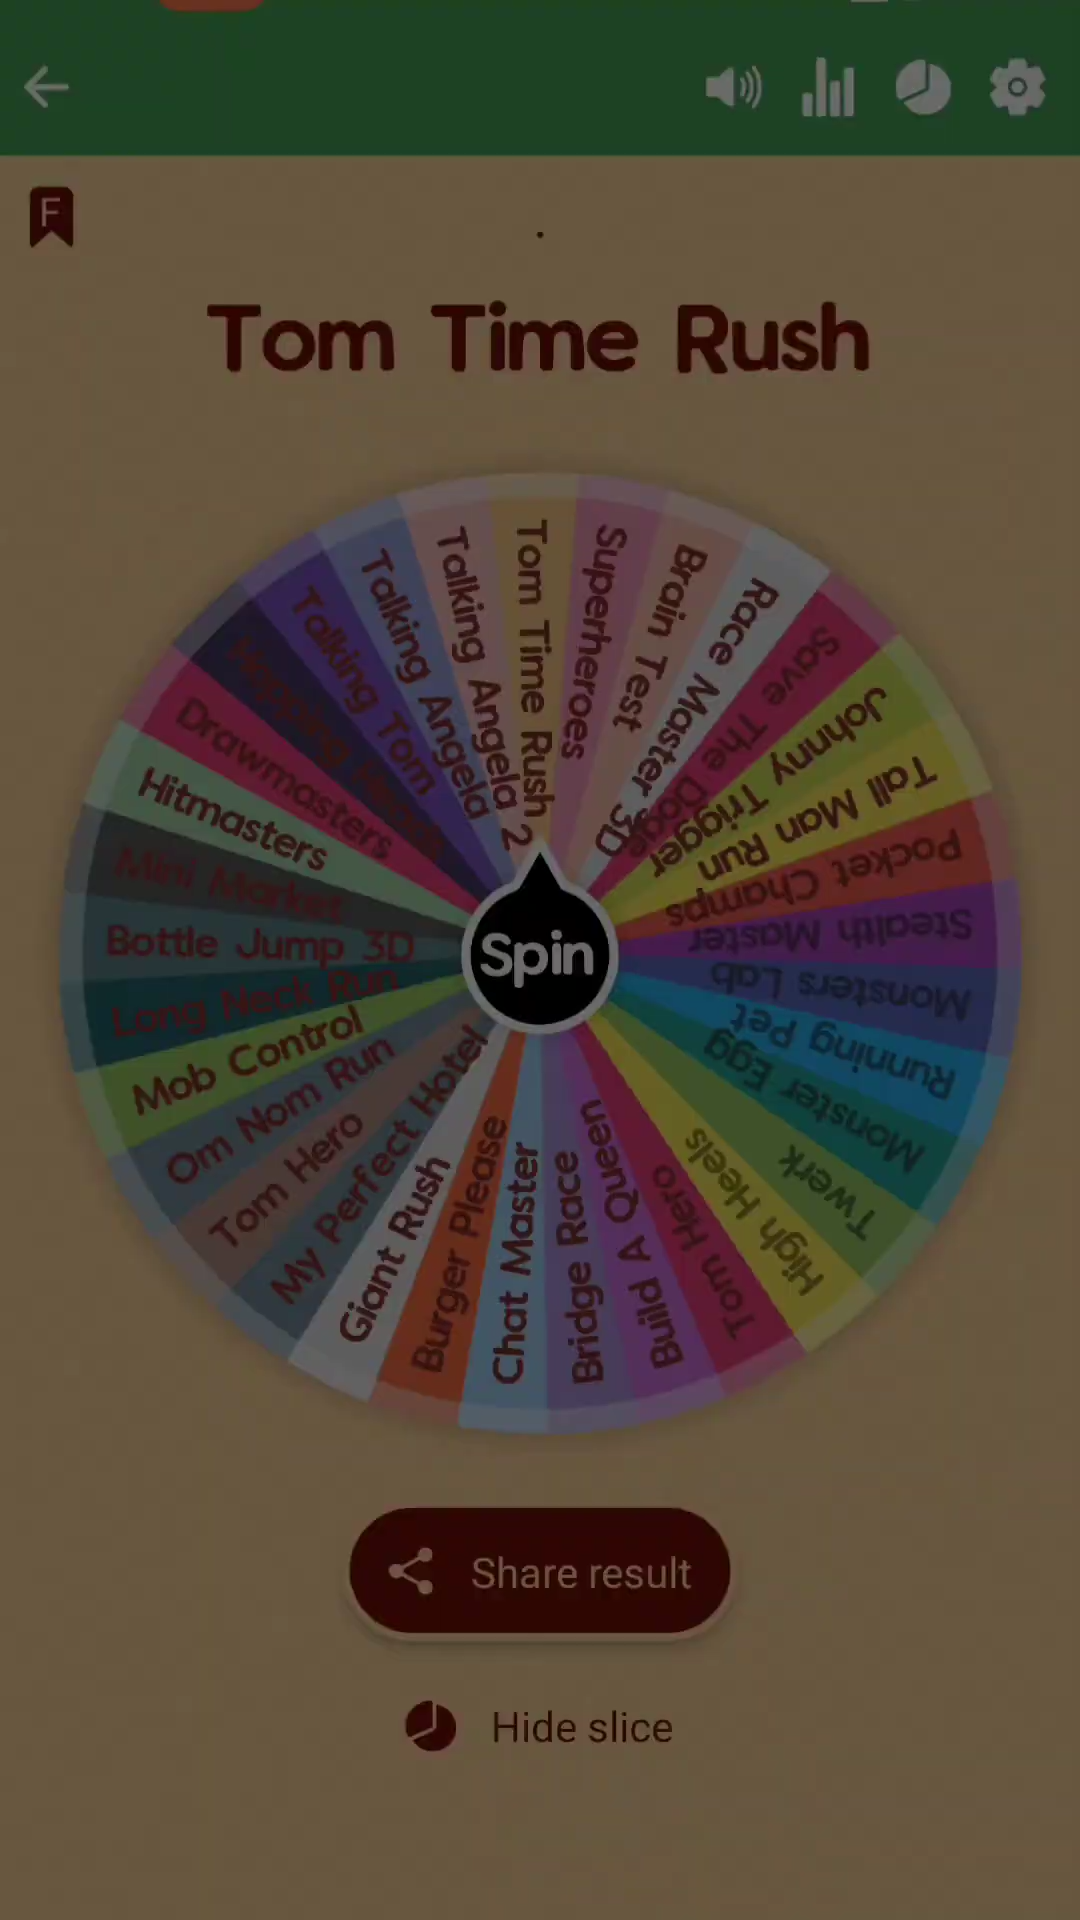 F
Tom Time Rush
Tom Time Rush
Superheroes
Brain Test
Race Master 3D
Save The Doge
Johnny Trigger
Tall Man Run
Pocket Champs
Stealth Master
Monsters Lab
Running Pet
Monster Egg
Twerk
High Heels
Tom Hero
Build A Queen
Bridge Race
Chat Master
Burger Please
Giant Rush
My Perfect Hotel
Tom Hero
Om Nom Run
Mob Control
Long Neck Run
Bottle Jump 3D
Mini Market
Hitmasters
Drawmasters
Talking Tom
Talking Angela
Talking Angela 2
Spin
Share result
Hide slice